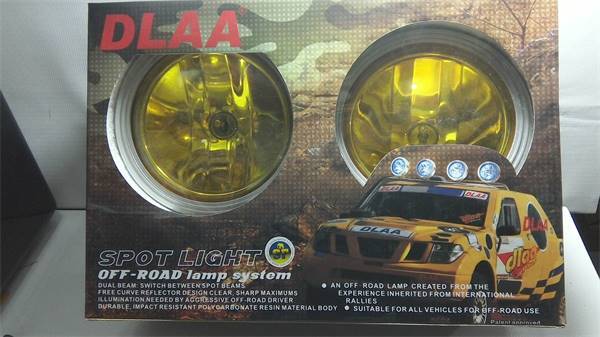 DLAA
SPOT LIGHT
OFF-ROAD lamp system
DUAL BEAM: SWITCH BETWEEN SPOT BEAMS
FREE CURVE REFLECTOR DESIGN CLEAR. SHARP MAXIMUMS
ILLUMINATION NEEDED BY AGGRESSIVE OFF-ROAD DRIVER
DURABLE, IMPACT RESISTANT POLYCARBONATE RESIN MATERIAL BODY
DLAA
DLAA
DLAA
dlaa
● AN OFF-ROAD LAMP CREATED FROM THE
EXPERIENCE INHERITED FROM INTERNATIONAL
RALLIES
● SUITABLE FOR ALL VEHICLES FOR OFF-ROAD USE
Patent approved